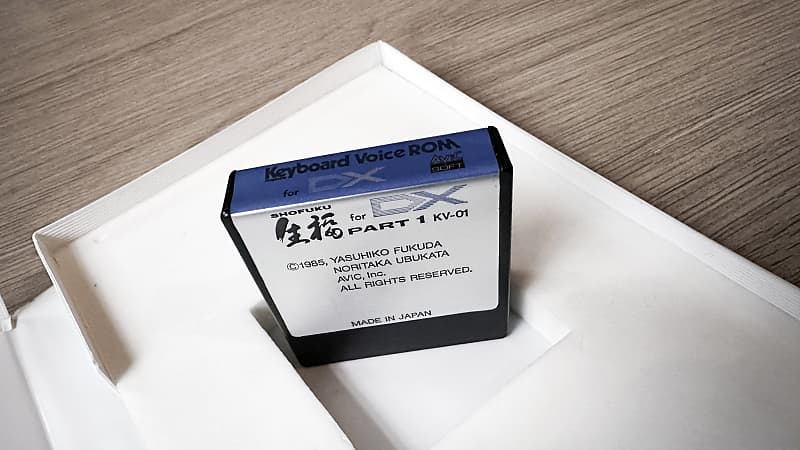 Keyboard Voice ROM
for DX
AVIC
SOFT
SHOFUKU
生福 for DX
PART 1 KV-01
©1985, YASUHIKO FUKUDA
NORITAKA UBUKATA
AVIC, Inc.
ALL RIGHTS RESERVED.
MADE IN JAPAN